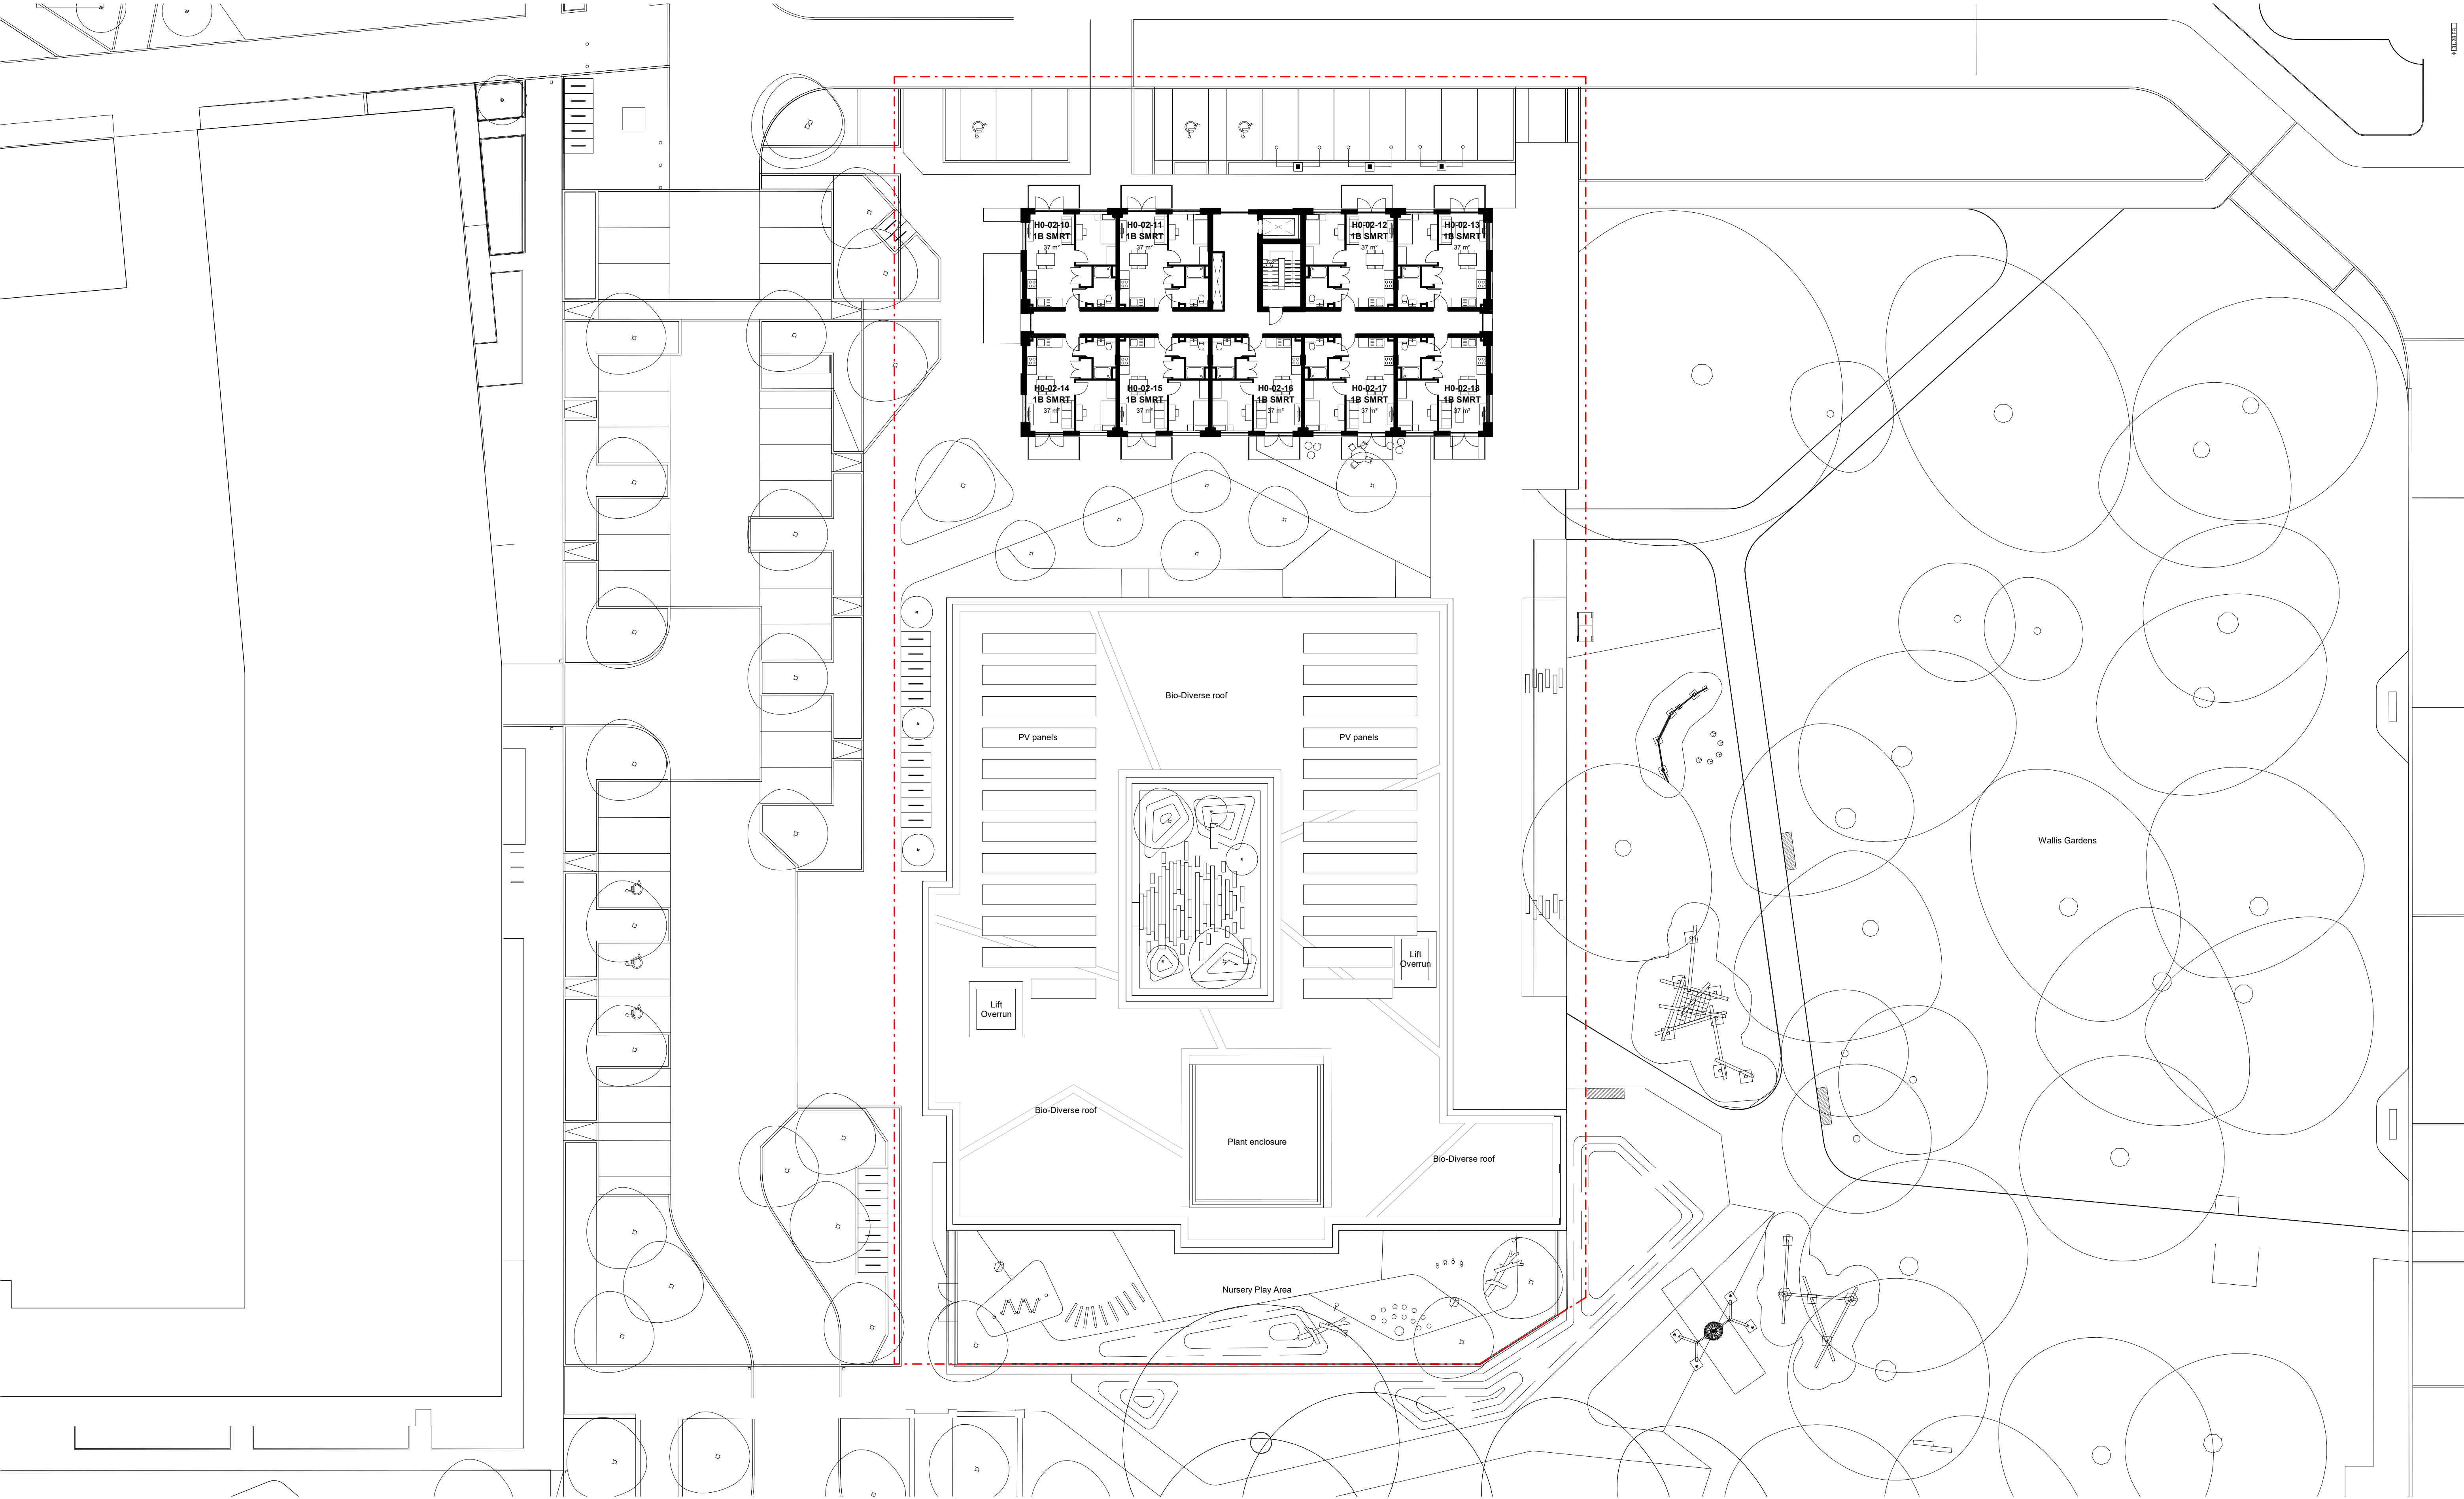 H0-02-10
1B SMRT
37 m²
H0-02-11
1B SMRT
37 m²
H0-02-12
1B SMRT
37 m²
H0-02-13
1B SMRT
37 m²
H0-02-14
1B SMRT
37 m²
H0-02-15
1B SMRT
37 m²
H0-02-16
1B SMRT
37 m²
H0-02-17
1B SMRT
37 m²
H0-02-18
1B SMRT
37 m²
Bio-Diverse roof
PV panels
PV panels
Wallis Gardens
Lift
Overrun
Lift
Overrun
Bio-Diverse roof
Plant enclosure
Bio-Diverse roof
Nursery Play Area